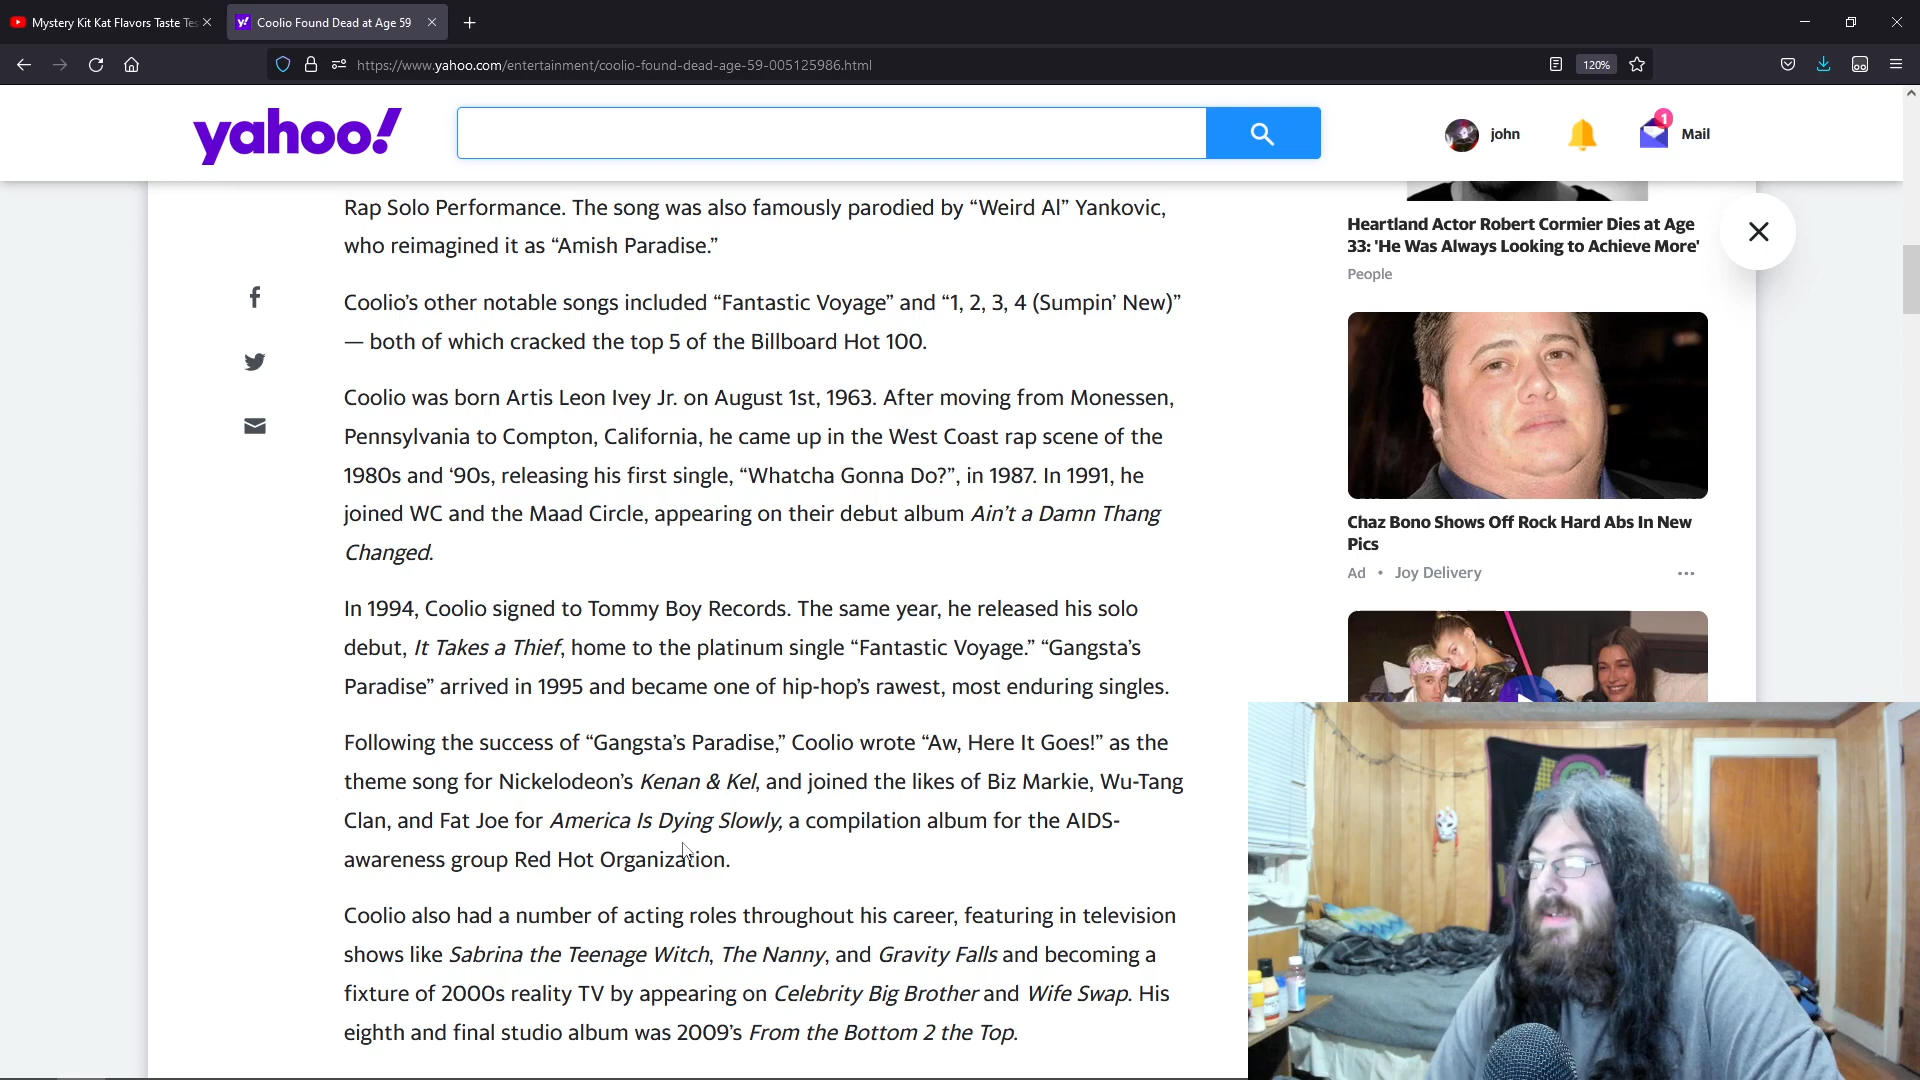 Mystery Kit Kat Flavors Taste Tes
Coolio Found Dead at Age 59
https://www.yahoo.com/entertainment/coolio-found-dead-age-59-005125986.html
120%
yahoo!
john
1
Mail
Rap Solo Performance. The song was also famously parodied by “Weird Al” Yankovic,
who reimagined it as “Amish Paradise.”
Coolio’s other notable songs included “Fantastic Voyage” and “1, 2, 3, 4 (Sumpin’ New)”
— both of which cracked the top 5 of the Billboard Hot 100.
Coolio was born Artis Leon Ivey Jr. on August 1st, 1963. After moving from Monessen,
Pennsylvania to Compton, California, he came up in the West Coast rap scene of the
1980s and ‘90s, releasing his first single, “Whatcha Gonna Do?”, in 1987. In 1991, he
joined WC and the Maad Circle, appearing on their debut album Ain’t a Damn Thang
Changed.
In 1994, Coolio signed to Tommy Boy Records. The same year, he released his solo
debut, It Takes a Thief, home to the platinum single “Fantastic Voyage.” “Gangsta’s
Paradise” arrived in 1995 and became one of hip-hop’s rawest, most enduring singles.
Following the success of “Gangsta’s Paradise,” Coolio wrote “Aw, Here It Goes!” as the
theme song for Nickelodeon’s Kenan & Kel, and joined the likes of Biz Markie, Wu-Tang
Clan, and Fat Joe for America Is Dying Slowly, a compilation album for the AIDS-
awareness group Red Hot Organization.
Coolio also had a number of acting roles throughout his career, featuring in television
shows like Sabrina the Teenage Witch, The Nanny, and Gravity Falls and becoming a
fixture of 2000s reality TV by appearing on Celebrity Big Brother and Wife Swap. His
eighth and final studio album was 2009’s From the Bottom 2 the Top.
Heartland Actor Robert Cormier Dies at Age
33: 'He Was Always Looking to Achieve More'
People
Chaz Bono Shows Off Rock Hard Abs In New
Pics
Ad • Joy Delivery